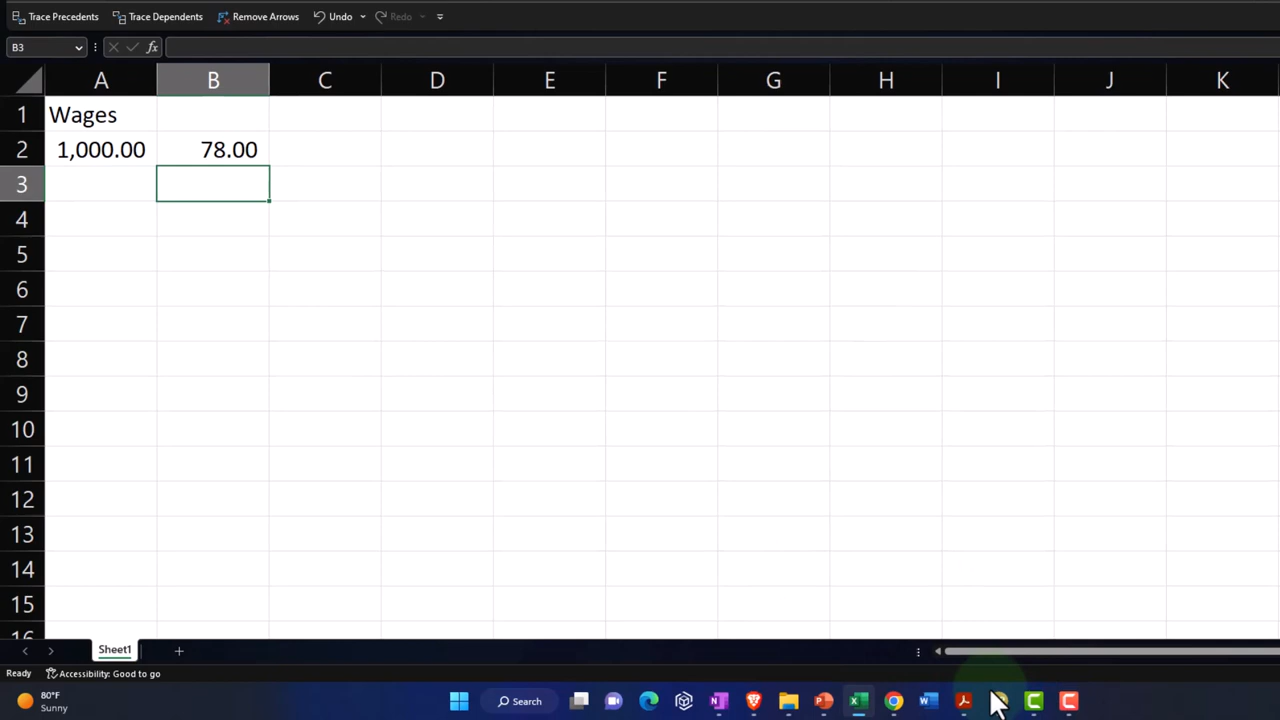 Trace Precedents Trace Dependents Remove Arrows Undo Redo
B3 fx
A B C D E F G H I J K
1 Wages
2 1,000.00 78.00
3
4
5
6
7
8
9
10
11
12
13
14
15
16
Sheet1
Ready Accessibility: Good to go
80°F
Sunny
Search